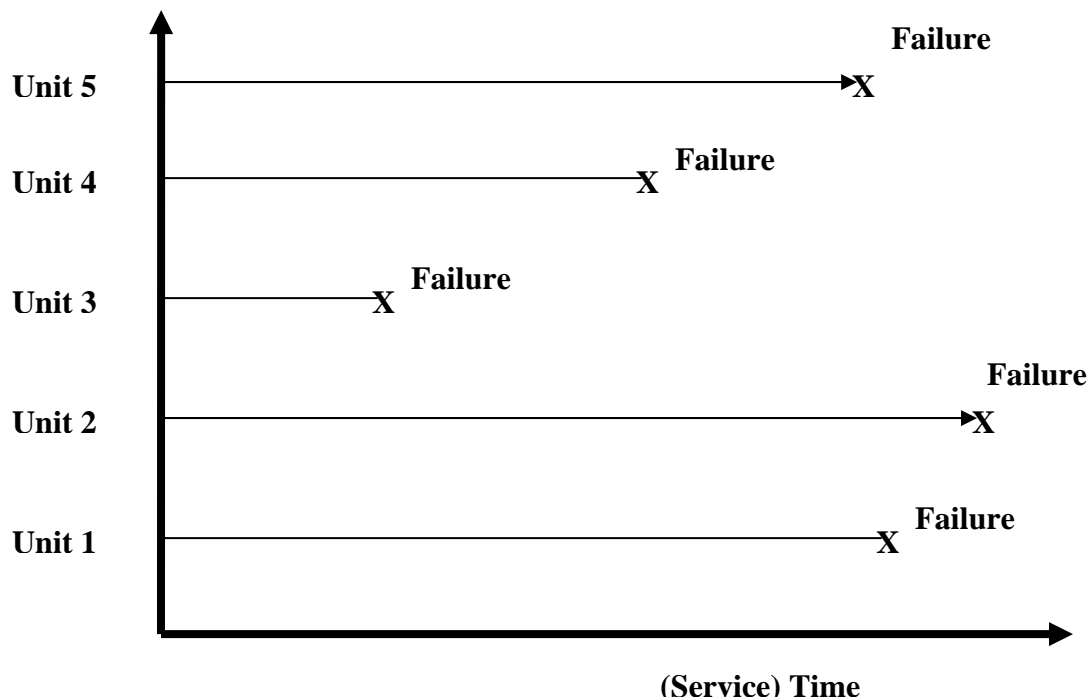 Failure
Unit 5
X
Failure
Unit 4
X
Failure
Unit 3
X
Failure
Unit 2
X
Failure
Unit 1
X
(Service) Time